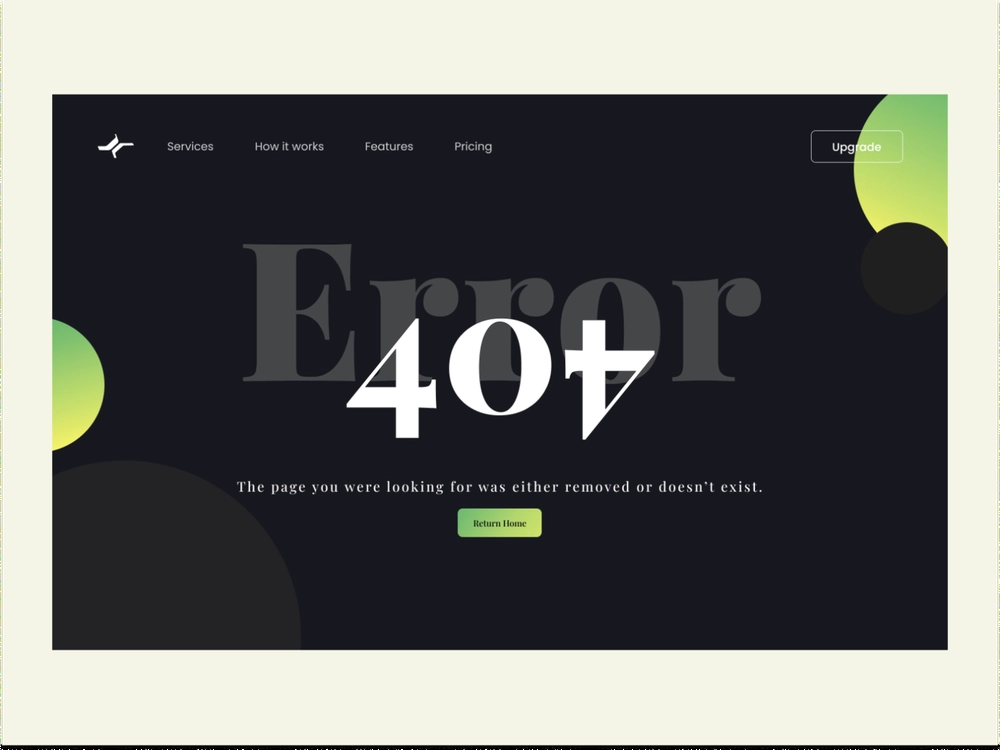 Services How it works Features Pricing Upgrade
Error
404
The page you were looking for was either removed or doesn’t exist.
Return Home